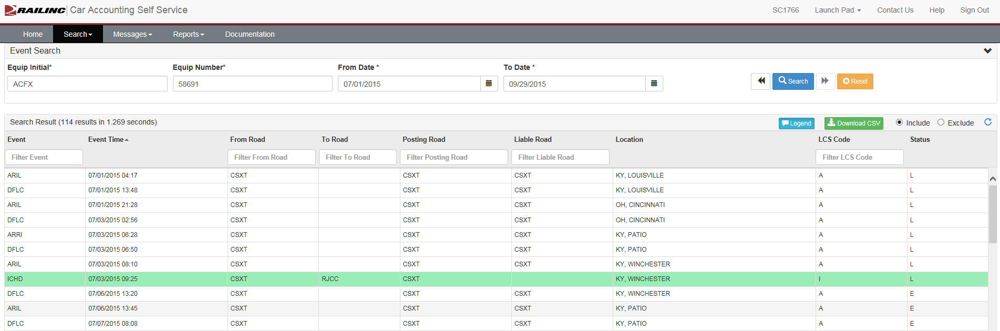 RAILINC Car Accounting Self Service SC1766 Launch Pad Contact Us Help Sign Out
Home Search Messages Reports Documentation
Event Search
Equip Initial* Equip Number* From Date * To Date *
ACFX 58691 07/01/2015 09/29/2015 Search Reset
Search Result (114 results in 1.269 seconds) Legend Download CSV Include Exclude
Event Event Time From Road To Road Posting Road Liable Road Location LCS Code Status
Filter Event Filter From Road Filter To Road Filter Posting Road Filter Liable Road Filter LCS Code
ARIL 07/01/2015 04:17 CSXT CSXT CSXT KY, LOUISVILLE A L
DFLC 07/01/2015 13:48 CSXT CSXT CSXT KY, LOUISVILLE A L
ARIL 07/01/2015 21:28 CSXT CSXT CSXT OH, CINCINNATI A L
DFLC 07/03/2015 02:56 CSXT CSXT CSXT OH, CINCINNATI A L
ARRI 07/03/2015 06:28 CSXT CSXT CSXT KY, PATIO A L
DFLC 07/03/2015 06:50 CSXT CSXT CSXT KY, PATIO A L
ARIL 07/03/2015 08:10 CSXT CSXT CSXT KY, WINCHESTER A L
ICHD 07/03/2015 09:25 CSXT RJCC CSXT KY, WINCHESTER I L
DFLC 07/06/2015 13:20 CSXT CSXT CSXT KY, WINCHESTER A E
ARIL 07/06/2015 13:45 CSXT CSXT CSXT KY, PATIO A E
DFLC 07/07/2015 08:08 CSXT CSXT CSXT KY, PATIO A E